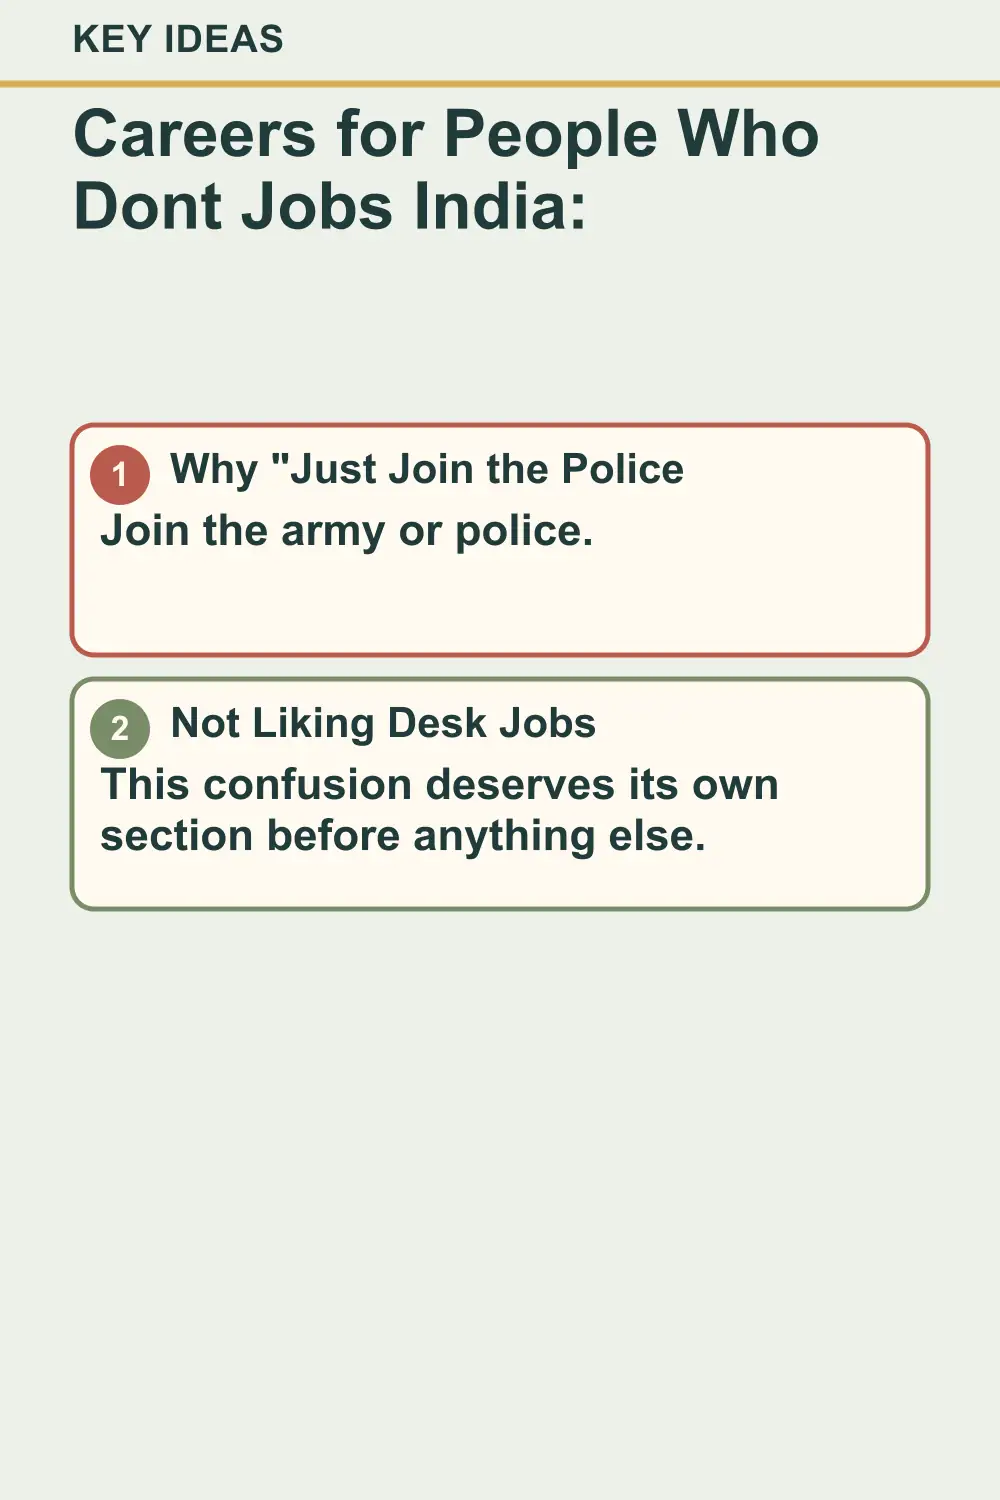 KEY IDEAS
Careers for People Who
Dont Jobs India:
1
Why "Just Join the Police
Join the army or police.
2
Not Liking Desk Jobs
This confusion deserves its own
section before anything else.